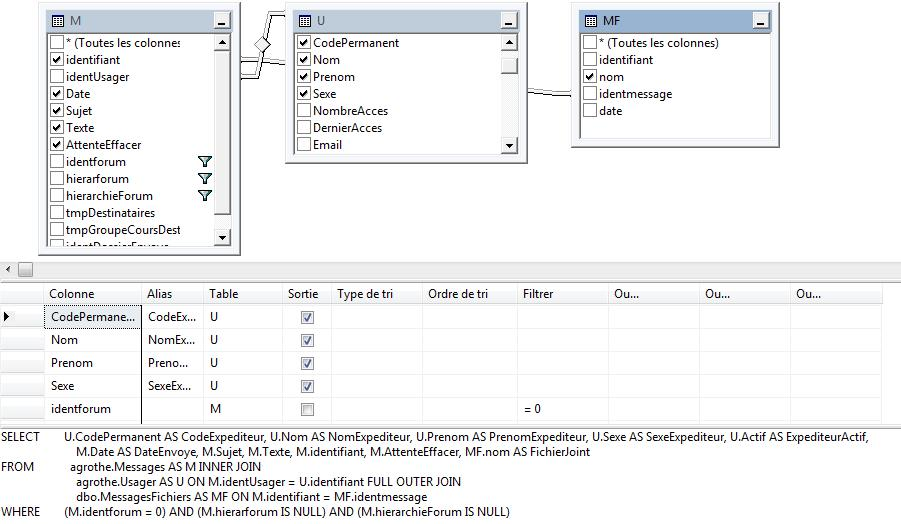 M
* (Toutes les colonnes
identifiant
identUsager
Date
Sujet
Texte
AttenteEffacer
identforum
hierarforum
hierarchieForum
tmpDestinataires
tmpGroupeCoursDest
U
CodePermanent
Nom
Prenom
Sexe
NombreAcces
DernierAcces
Email
MF
* (Toutes les colonnes)
identifiant
nom
identmessage
date
Colonne Alias Table Sortie Type de tri Ordre de tri Filtrer Ou... Ou... Ou...
CodePermane... CodeEx... U
Nom NomEx... U
Prenom Preno... U
Sexe SexeEx... U
identforum M = 0
SELECT U.CodePermanent AS CodeExpediteur, U.Nom AS NomExpediteur, U.Prenom AS PrenomExpediteur, U.Sexe AS SexeExpediteur, U.Actif AS ExpediteurActif,
M.Date AS DateEnvoye, M.Sujet, M.Texte, M.identifiant, M.AttenteEffacer, MF.nom AS FichierJoint
FROM agrothe.Messages AS M INNER JOIN
agrothe.Usager AS U ON M.identUsager = U.identifiant FULL OUTER JOIN
dbo.MessagesFichiers AS MF ON M.identifiant = MF.identmessage
WHERE (M.identforum = 0) AND (M.hierarforum IS NULL) AND (M.hierarchieForum IS NULL)